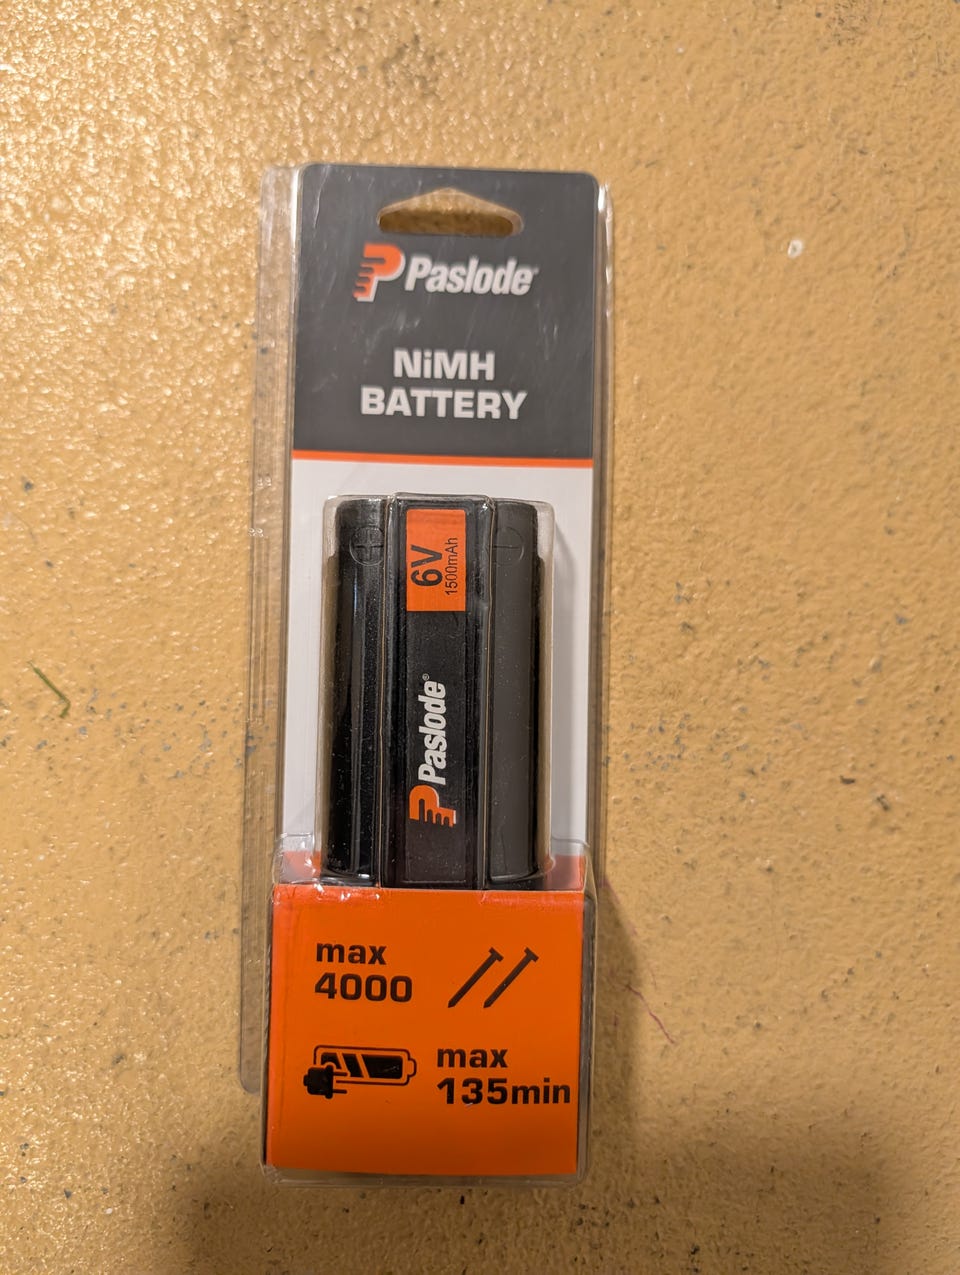 Paslode®
NiMH
BATTERY
6V
1500mAh
Paslode®
max
4000
max
135min